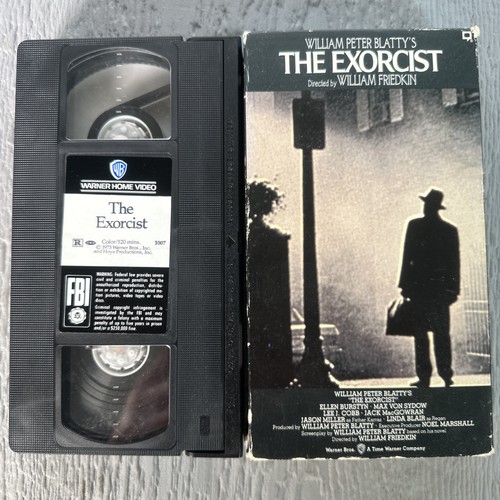 WB
WARNER HOME VIDEO
The
Exorcist
R
Color/120 mins. 1007
© 1973 Warner Bros., Inc.
and Hoya Productions, Inc.
FBI
WARNING: Federal law provides severe
civil and criminal penalties for the
unauthorized reproduction, distrib-
ution or exhibition of copyrighted mo-
tion pictures, video tapes or video
discs.
Criminal copyright infringement is
investigated by the FBI and may
constitute a felony with a maximum
penalty of up to five years in prison
and/or a $250,000 fine.
WILLIAM PETER BLATTY'S
THE EXORCIST
Directed by WILLIAM FRIEDKIN
WILLIAM PETER BLATTY'S
"THE EXORCIST"
ELLEN BURSTYN · MAX VON SYDOW
LEE J. COBB · JACK MacGOWRAN
JASON MILLER as Father Karras · LINDA BLAIR as Regan
Produced by WILLIAM PETER BLATTY · Executive Producer NOEL MARSHALL
Screenplay by WILLIAM PETER BLATTY based on his novel
Directed by WILLIAM FRIEDKIN
Warner Bros. A Time Warner Company